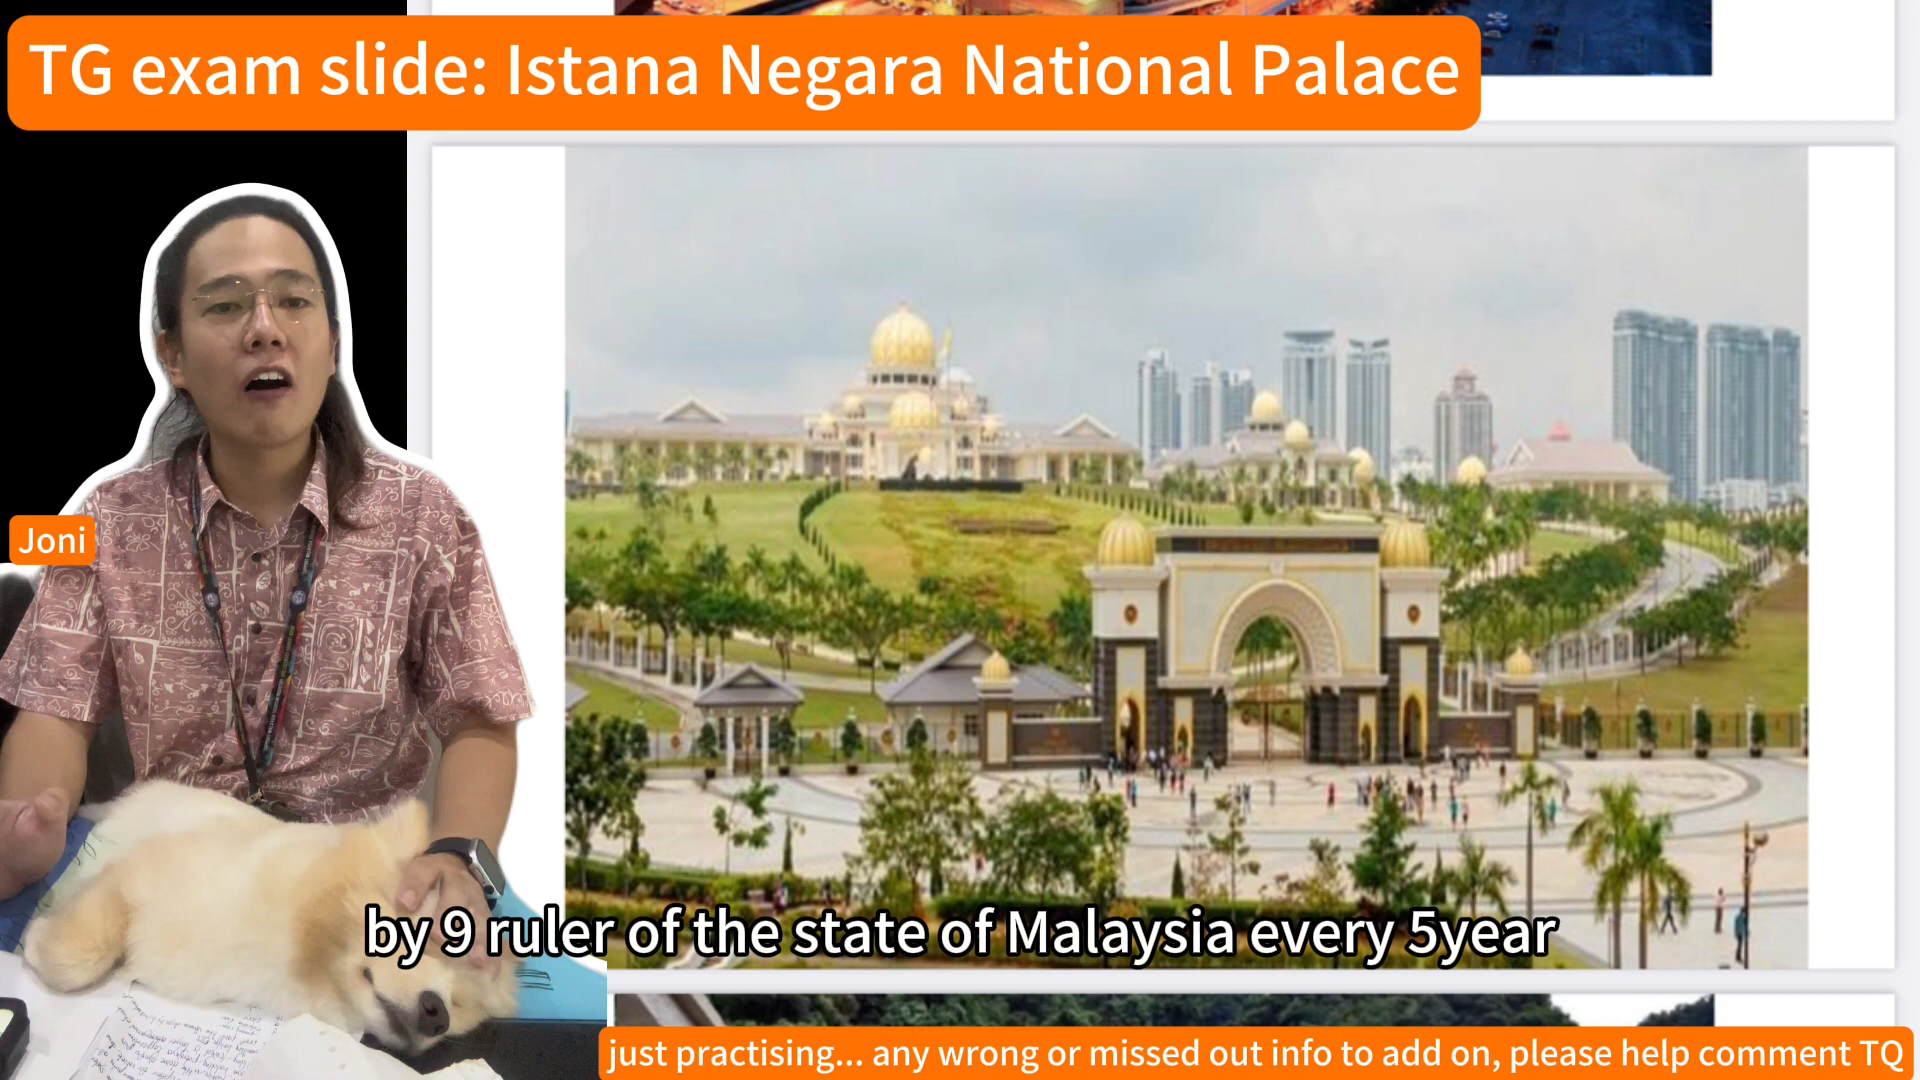 TG exam slide: Istana Negara National Palace
Joni
by 9 ruler of the state of Malaysia every 5year
just practising... any wrong or missed out info to add on, please help comment TQ